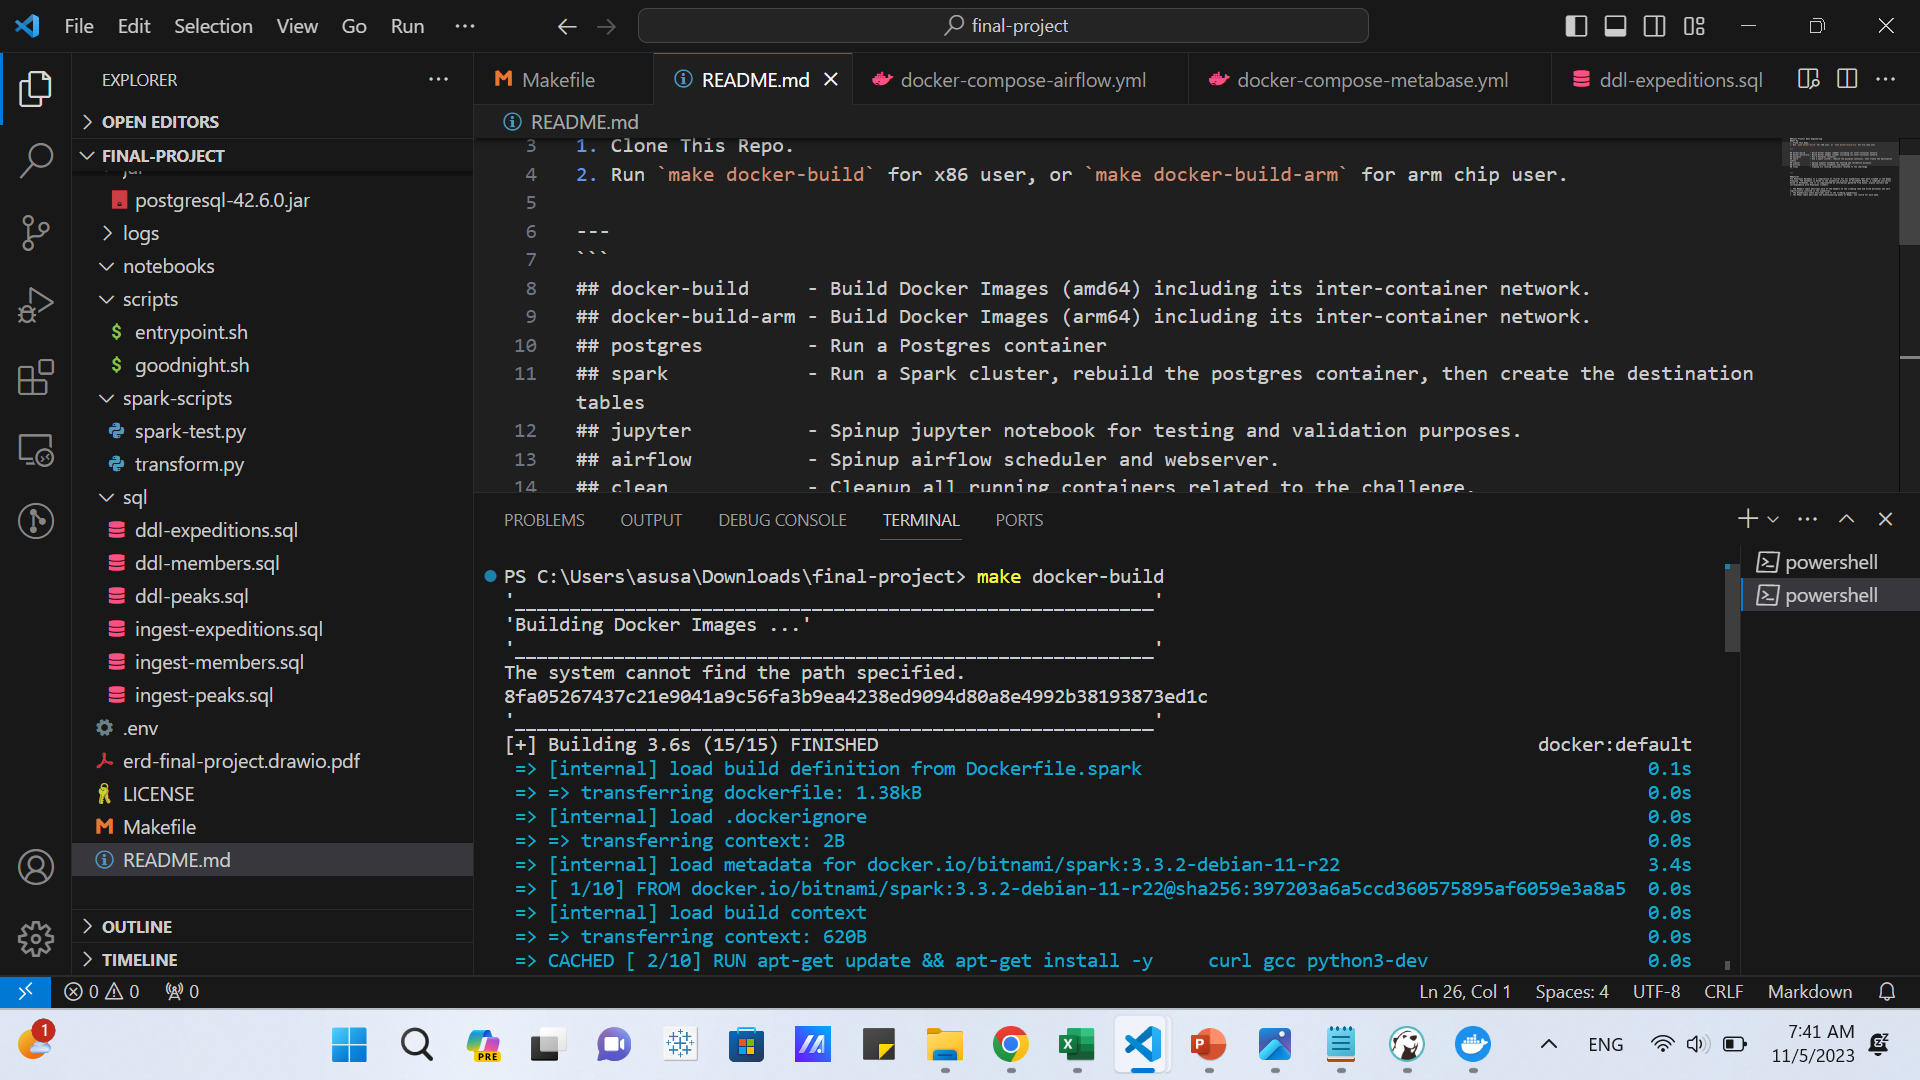 File Edit Selection View Go Run ···
final-project
EXPLORER
OPEN EDITORS
FINAL-PROJECT
jar
postgresql-42.6.0.jar
logs
notebooks
scripts
entrypoint.sh
goodnight.sh
spark-scripts
spark-test.py
transform.py
sql
ddl-expeditions.sql
ddl-members.sql
ddl-peaks.sql
ingest-expeditions.sql
ingest-members.sql
ingest-peaks.sql
.env
erd-final-project.drawio.pdf
LICENSE
Makefile
README.md
OUTLINE
TIMELINE
Makefile README.md docker-compose-airflow.yml docker-compose-metabase.yml ddl-expeditions.sql
README.md
3 1. Clone This Repo.
4 2. Run `make docker-build` for x86 user, or `make docker-build-arm` for arm chip user.
5
6 ---
7 ```
8 ## docker-build - Build Docker Images (amd64) including its inter-container network.
9 ## docker-build-arm - Build Docker Images (arm64) including its inter-container network.
10 ## postgres - Run a Postgres container
11 ## spark - Run a Spark cluster, rebuild the postgres container, then create the destination
tables
12 ## jupyter - Spinup jupyter notebook for testing and validation purposes.
13 ## airflow - Spinup airflow scheduler and webserver.
14 ## clean - Cleanup all running containers related to the challenge.
PROBLEMS OUTPUT DEBUG CONSOLE TERMINAL PORTS
powershell
powershell
PS C:\Users\asusa\Downloads\final-project> make docker-build
'__________________________________________________________'
'Building Docker Images ...'
'__________________________________________________________'
The system cannot find the path specified.
8fa05267437c21e9041a9c56fa3b9ea4238ed9094d80a8e4992b38193873ed1c
'__________________________________________________________'
[+] Building 3.6s (15/15) FINISHED docker:default
=> [internal] load build definition from Dockerfile.spark 0.1s
=> => transferring dockerfile: 1.38kB 0.0s
=> [internal] load .dockerignore 0.0s
=> => transferring context: 2B 0.0s
=> [internal] load metadata for docker.io/bitnami/spark:3.3.2-debian-11-r22 3.4s
=> [ 1/10] FROM docker.io/bitnami/spark:3.3.2-debian-11-r22@sha256:397203a6a5ccd360575895af6059e3a8a5 0.0s
=> [internal] load build context 0.0s
=> => transferring context: 620B 0.0s
=> CACHED [ 2/10] RUN apt-get update && apt-get install -y curl gcc python3-dev 0.0s
0 0 0 Ln 26, Col 1 Spaces: 4 UTF-8 CRLF Markdown
1
PRE
ENG
7:41 AM
11/5/2023